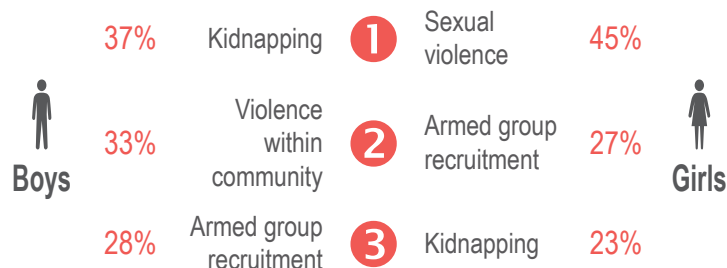 37% Kidnapping 1 Sexual violence 45%
Boys 33% Violence within community 2 Armed group recruitment 27% Girls
28% Armed group recruitment 3 Kidnapping 23%